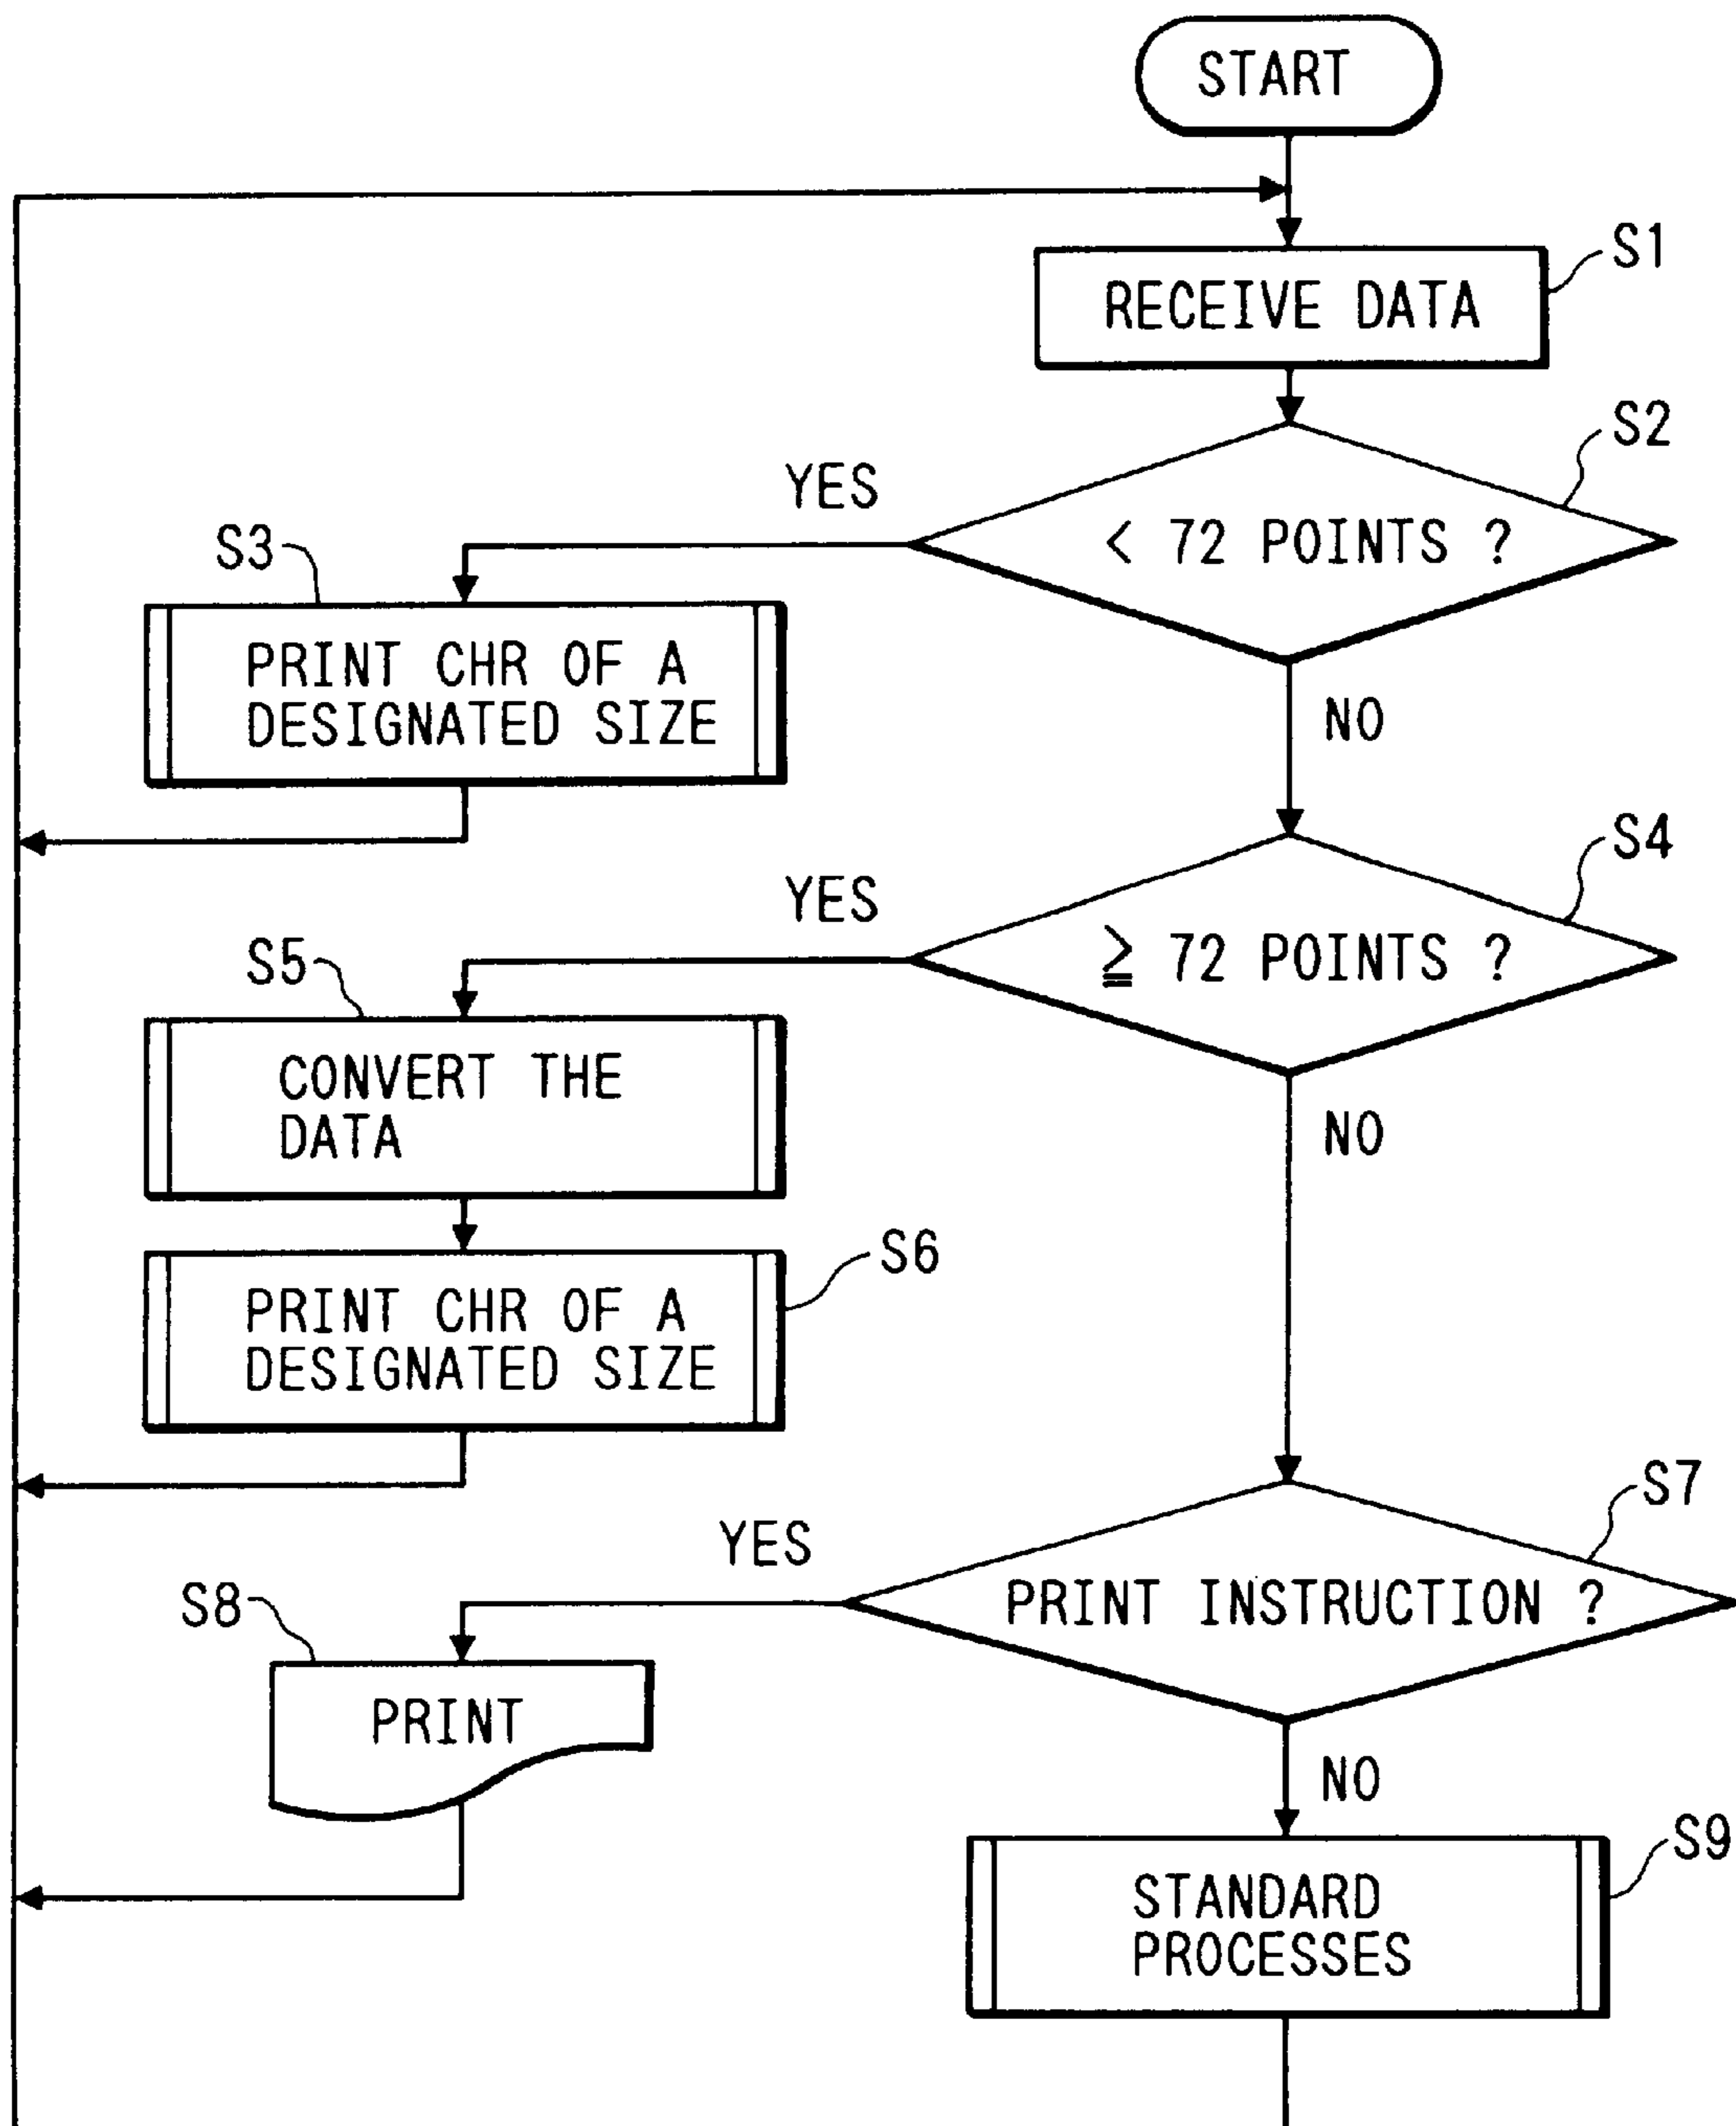 START
S1
RECEIVE DATA
S2
YES
< 72 POINTS ?
S3
PRINT CHR OF A
DESIGNATED SIZE
NO
S4
YES
≧ 72 POINTS ?
S5
CONVERT THE
DATA
NO
S6
PRINT CHR OF A
DESIGNATED SIZE
S7
YES
PRINT INSTRUCTION ?
S8
PRINT
NO
S9
STANDARD
PROCESSES